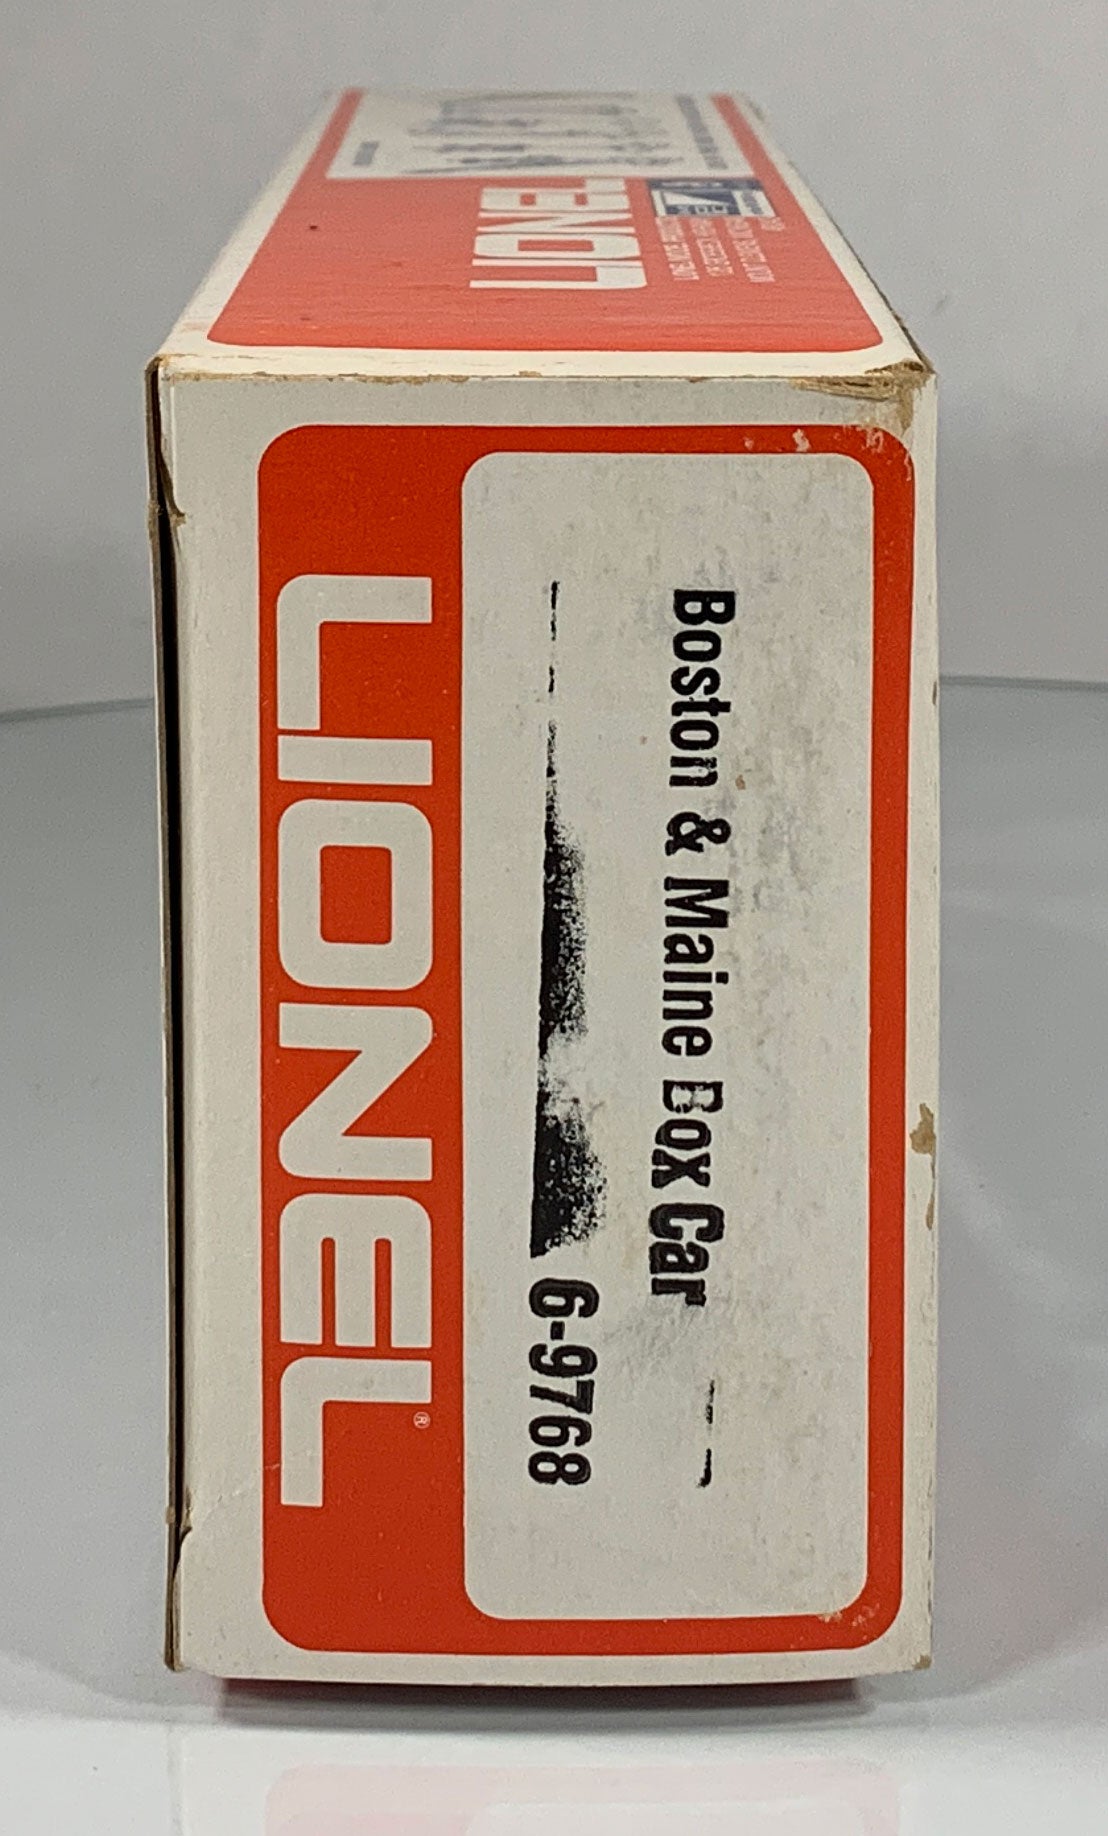 LIONEL
LIONEL®
Boston & Maine Box Car
6-9768